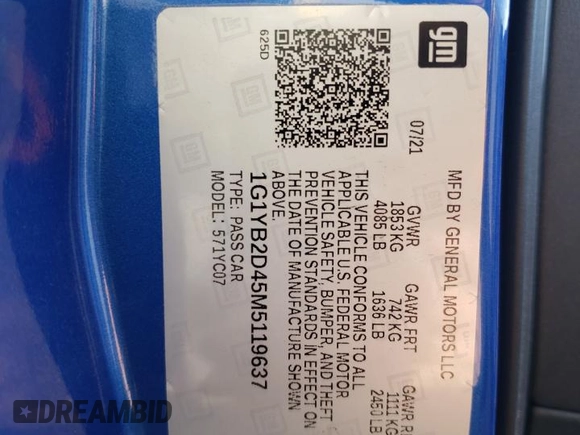 gm
MFD BY GENERAL MOTORS LLC
07/21
GVWR
1853 KG
4085 LB
GAWR FRT
742 KG
1636 LB
GAWR
1111 KG
2450 LB
THIS VEHICLE CONFORMS TO ALL
APPLICABLE U.S. FEDERAL MOTOR
VEHICLE SAFETY, BUMPER, AND THEFT
PREVENTION STANDARDS IN EFFECT ON
THE DATE OF MANUFACTURE SHOWN
ABOVE.
1G1YB2D45M5119637
TYPE: PASS CAR
MODEL: 571YC07
625D
DREAMBID